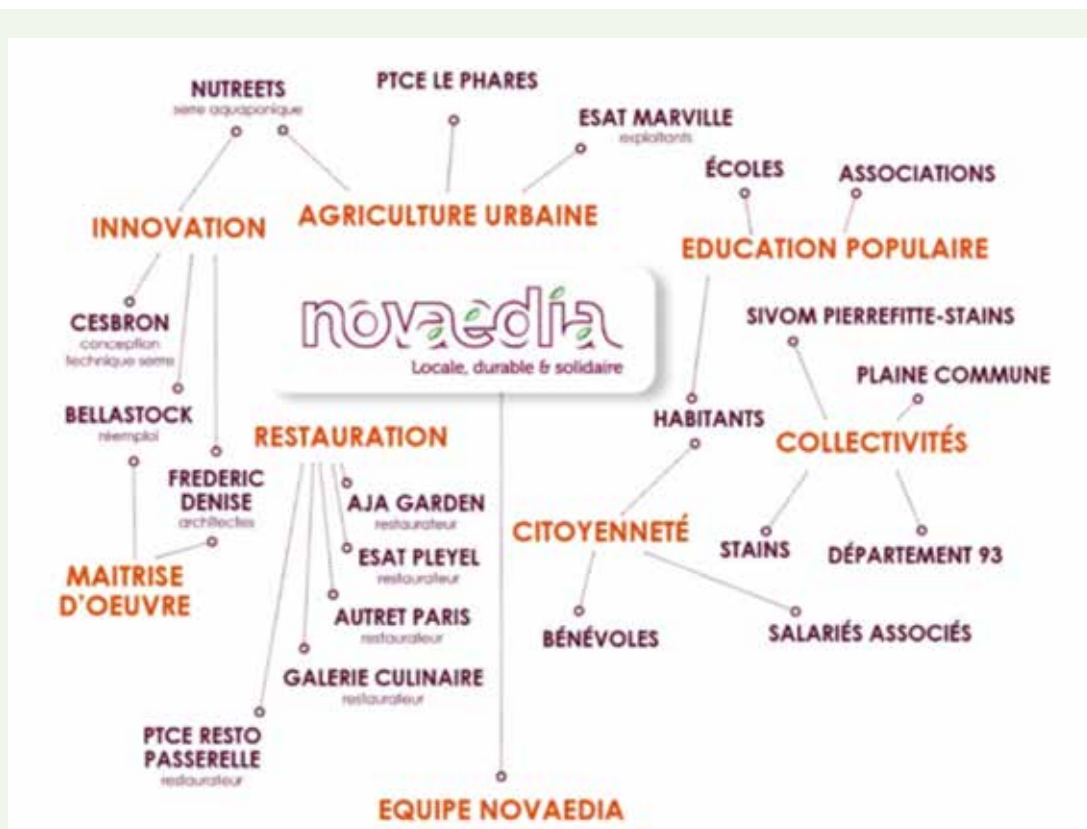 NUTREETS
serre aquaponique
PTCE LE PHARES
ESAT MARVILLE
exploitants
ÉCOLES
ASSOCIATIONS
INNOVATION
AGRICULTURE URBAINE
EDUCATION POPULAIRE
novaedia
Locale, durable & solidaire
CESBRON
conception
technique serre
SIVOM PIERREFITTE-STAINS
PLAINE COMMUNE
BELLASTOCK
réemploi
RESTAURATION
HABITANTS
COLLECTIVITÉS
FREDERIC
DENISE
architectes
AJA GARDEN
restaurateur
CITOYENNETÉ
STAINS
DÉPARTEMENT 93
ESAT PLEYEL
restaurateur
MAITRISE
D'OEUVRE
AUTRET PARIS
restaurateur
BÉNÉVOLES
SALARIÉS ASSOCIÉS
GALERIE CULINAIRE
restaurateur
PTCE RESTO
PASSERELLE
restaurateur
EQUIPE NOVAEDIA